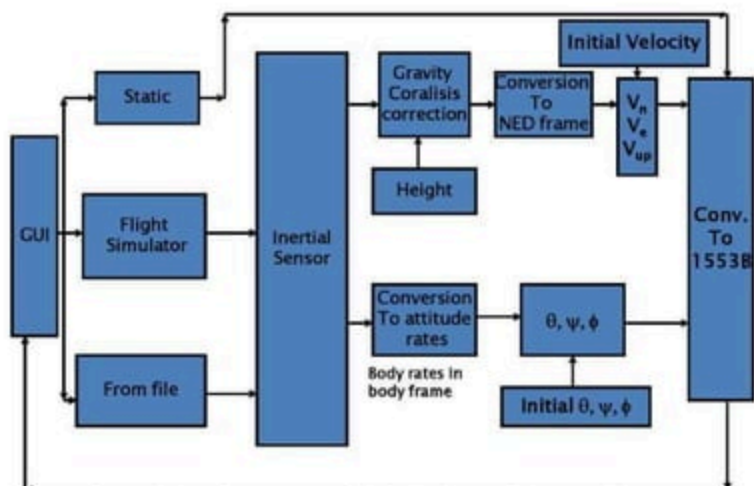 Initial Velocity
Static
Gravity
Coralisis
correction
Conversion
To
NED frame
Vn
Ve
Vup
Height
GUI
Flight
Simulator
Inertial
Sensor
Conv.
To
1553B
Conversion
To attitude
rates
θ, ψ, ϕ
Body rates in
body frame
From file
Initial θ, ψ, ϕ